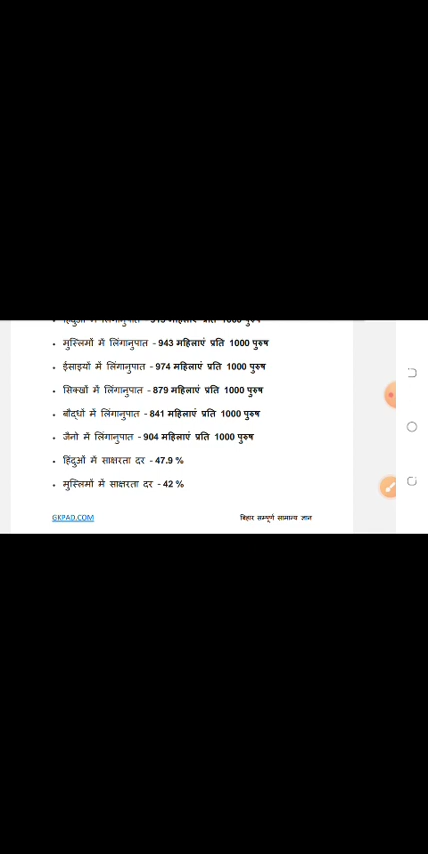 • मुस्लिमों में लिंगानुपात - 943 महिलाएं प्रति 1000 पुरुष
• ईसाइयों में लिंगानुपात - 974 महिलाएं प्रति 1000 पुरुष
• सिक्खों में लिंगानुपात - 879 महिलाएं प्रति 1000 पुरुष
• बौद्धों में लिंगानुपात - 841 महिलाएं प्रति 1000 पुरुष
• जैनो में लिंगानुपात - 904 महिलाएं प्रति 1000 पुरुष
• हिंदुओं में साक्षरता दर - 47.9 %
• मुस्लिमों में साक्षरता दर - 42 %
GKPAD.COM बिहार सम्पूर्ण सामान्य ज्ञान